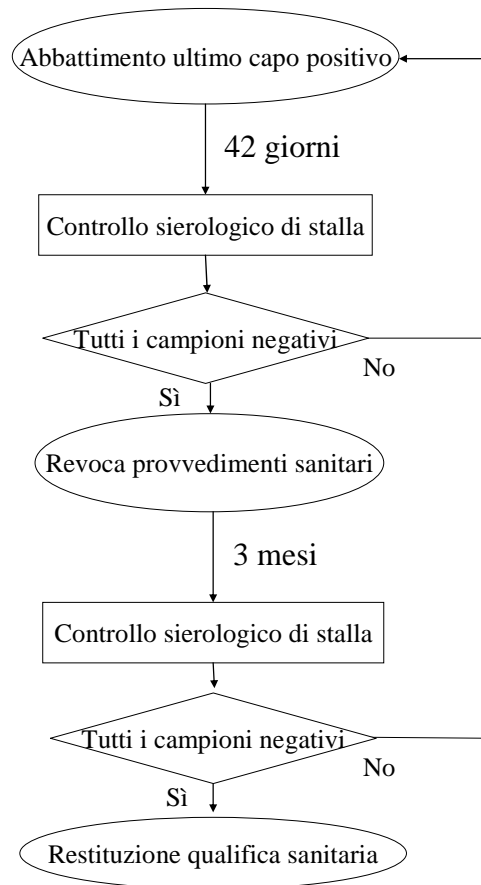 Abbattimento ultimo capo positivo
42 giorni
Controllo sierologico di stalla
Tutti i campioni negativi
No
Sì
Revoca provvedimenti sanitari
3 mesi
Controllo sierologico di stalla
Tutti i campioni negativi
No
Sì
Restituzione qualifica sanitaria